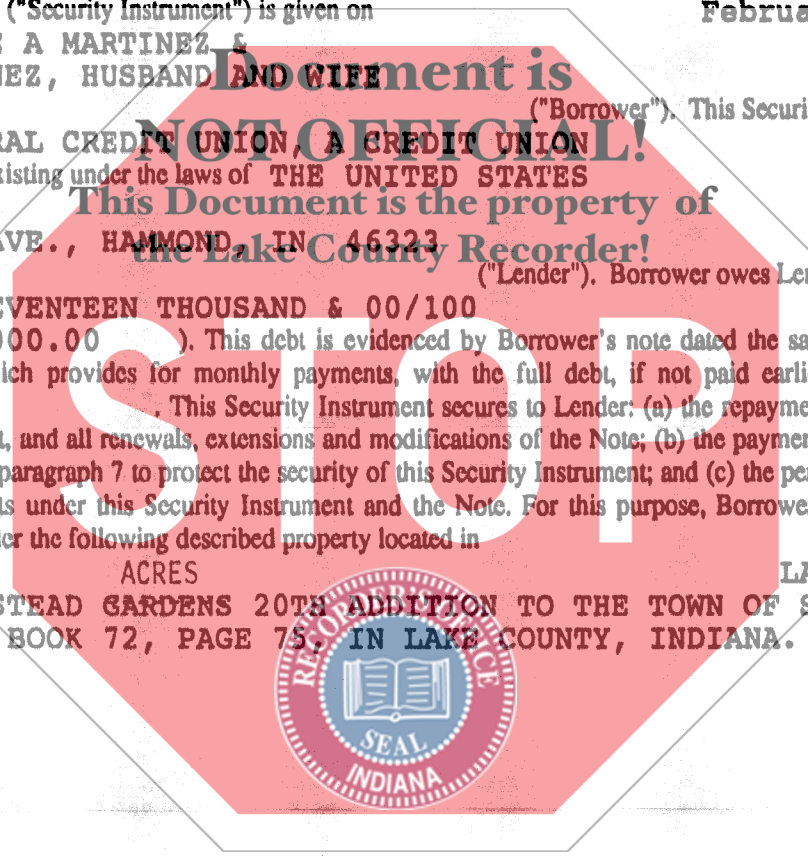 ("Security Instrument") is given on Februa
E A MARTINEZ &
NEZ, HUSBAND AND WIFE
Document is
("Borrower"). This Securi
RAL CREDIT UNION, A CREDIT UNION
NOT OFFICIAL!
xisting under the laws of THE UNITED STATES
This Document is the property of
AVE., HAMMOND, IN 46323
the Lake County Recorder!
("Lender"). Borrower owes Len
EVENTEEN THOUSAND & 00/100
000.00 ). This debt is evidenced by Borrower's note dated the sa
ich provides for monthly payments, with the full debt, if not paid earli
. This Security Instrument secures to Lender: (a) the repayme
t, and all renewals, extensions and modifications of the Note; (b) the paymen
paragraph 7 to protect the security of this Security Instrument; and (c) the pe
ts under this Security Instrument and the Note. For this purpose, Borrowe
er the following described property located in
STOP
ACRES LA
STEAD GARDENS 20TH ADDITION TO THE TOWN OF S
BOOK 72, PAGE 75, IN LAKE COUNTY, INDIANA.
RECORDER'S OFFICE
SEAL
INDIANA